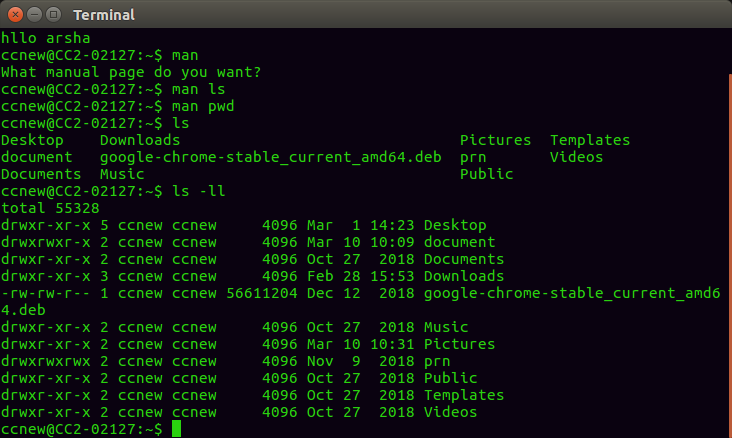 Terminal
hllo arsha
ccnew@CC2-02127:~$ man
What manual page do you want?
ccnew@CC2-02127:~$ man ls
ccnew@CC2-02127:~$ man pwd
ccnew@CC2-02127:~$ ls
Desktop    Downloads                               Pictures  Templates
document   google-chrome-stable_current_amd64.deb  prn       Videos
Documents  Music                                   Public
ccnew@CC2-02127:~$ ls -ll
total 55328
drwxr-xr-x 5 ccnew ccnew     4096 Mar  1 14:23 Desktop
drwxrwxr-x 2 ccnew ccnew     4096 Mar 10 10:09 document
drwxr-xr-x 2 ccnew ccnew     4096 Oct 27  2018 Documents
drwxr-xr-x 3 ccnew ccnew     4096 Feb 28 15:53 Downloads
-rw-rw-r-- 1 ccnew ccnew 56611204 Dec 12  2018 google-chrome-stable_current_amd6
4.deb
drwxr-xr-x 2 ccnew ccnew     4096 Oct 27  2018 Music
drwxr-xr-x 2 ccnew ccnew     4096 Mar 10 10:31 Pictures
drwxrwxrwx 2 ccnew ccnew     4096 Nov  9  2018 prn
drwxr-xr-x 2 ccnew ccnew     4096 Oct 27  2018 Public
drwxr-xr-x 2 ccnew ccnew     4096 Oct 27  2018 Templates
drwxr-xr-x 2 ccnew ccnew     4096 Oct 27  2018 Videos
ccnew@CC2-02127:~$